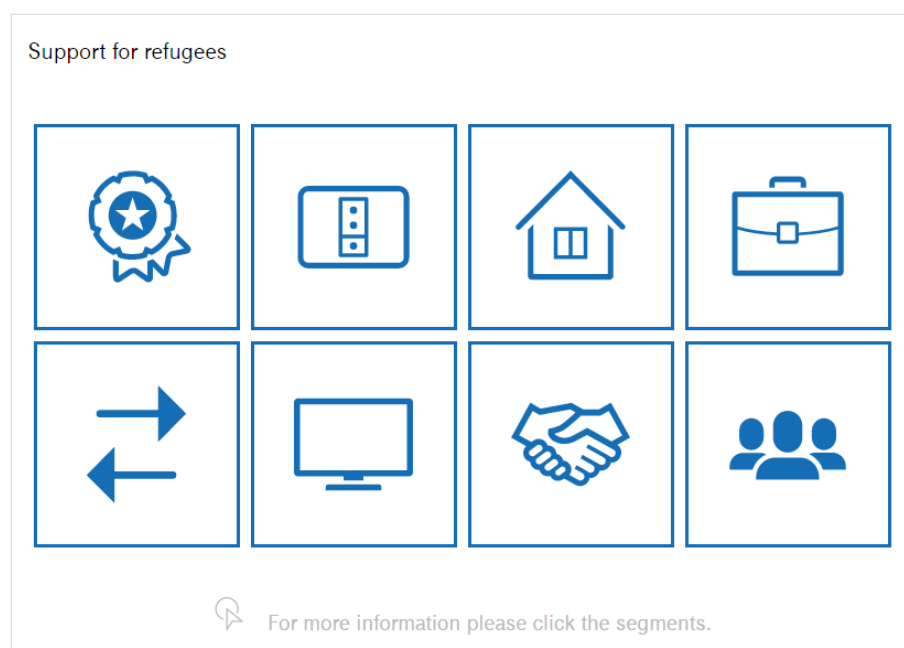 Support for refugees
For more information please click the segments.